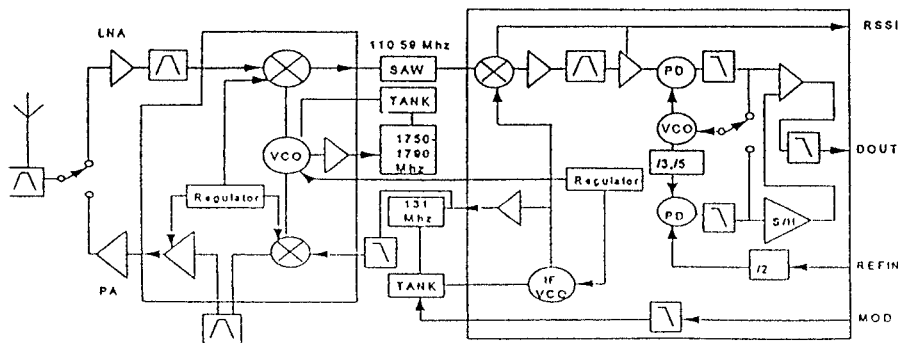 LNA
110 59 Mhz
RSSI
SAW
PD
TANK
VCO
1750-
1790
Mhz
VCO
DOUT
/3,/5
Regulator
Regulator
131
Mhz
PD
S/H
/2
REFIN
PA
TANK
IF
VCO
MOD